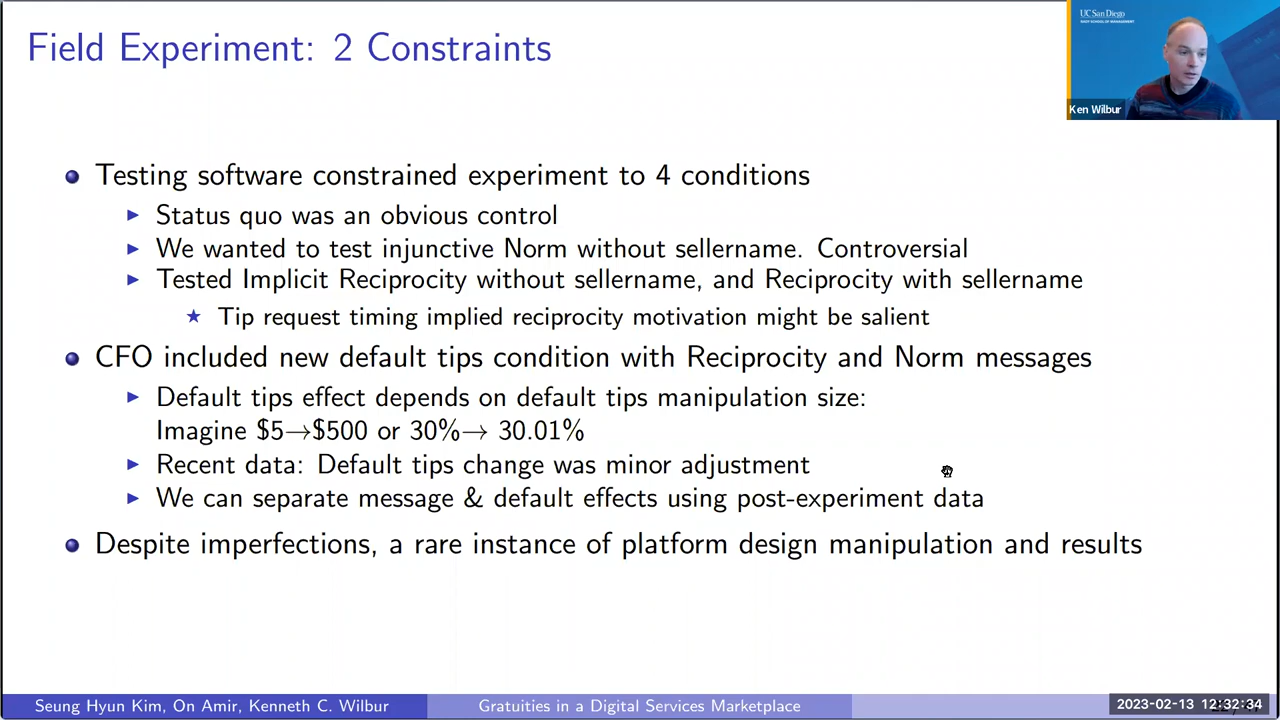 Field Experiment: 2 Constraints
UC San Diego
RADY SCHOOL OF MANAGEMENT
Ken Wilbur
Testing software constrained experiment to 4 conditions
Status quo was an obvious control
We wanted to test injunctive Norm without sellername. Controversial
Tested Implicit Reciprocity without sellername, and Reciprocity with sellername
Tip request timing implied reciprocity motivation might be salient
CFO included new default tips condition with Reciprocity and Norm messages
Default tips effect depends on default tips manipulation size:
Imagine $5→$500 or 30%→ 30.01%
Recent data: Default tips change was minor adjustment
We can separate message & default effects using post-experiment data
Despite imperfections, a rare instance of platform design manipulation and results
Seung Hyun Kim, On Amir, Kenneth C. Wilbur
Gratuities in a Digital Services Marketplace
2023-02-13 12:32:34